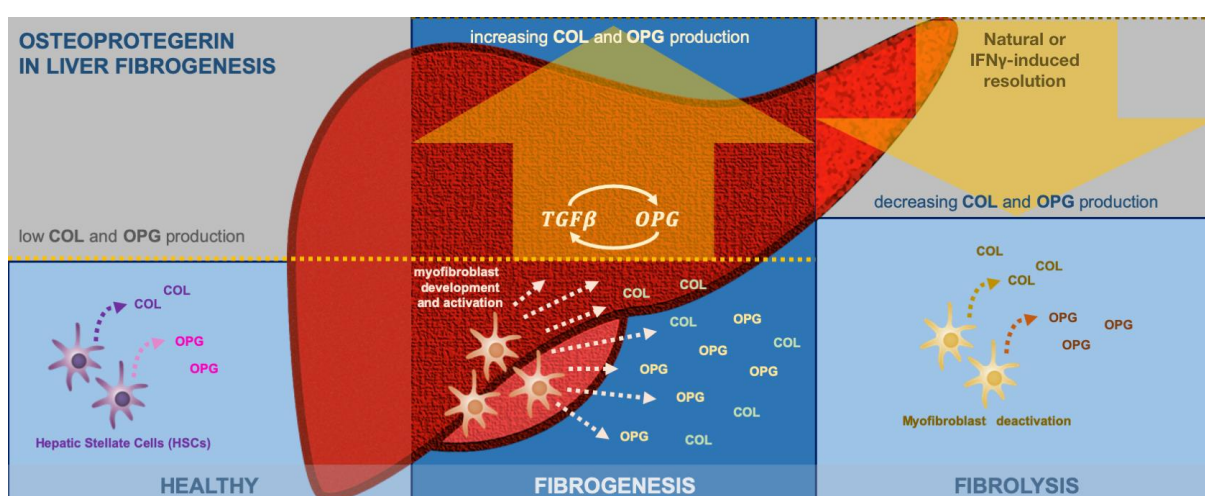 OSTEOPROTEGERIN
IN LIVER FIBROGENESIS
low COL and OPG production
COL
COL
OPG
OPG
Hepatic Stellate Cells (HSCs)
HEALTHY
increasing COL and OPG production
TGFβ OPG
myofibroblast
development
and activation
COL
COL
COL
OPG
COL
OPG
OPG
OPG
OPG
COL
OPG
COL
FIBROGENESIS
Natural or
IFNγ-induced
resolution
decreasing COL and OPG production
COL
COL
COL
OPG
OPG
OPG
Myofibroblast deactivation
FIBROLYSIS